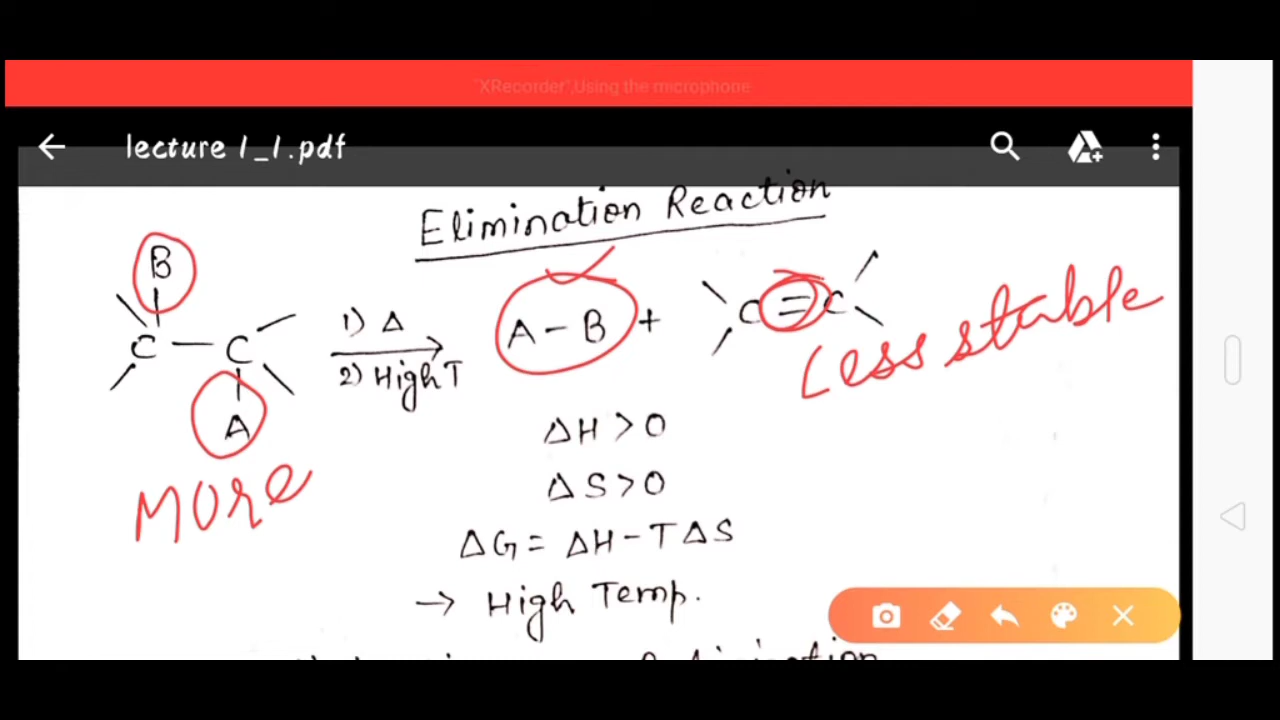 "XRecorder",Using the microphone
lecture 1_1.pdf
Elimination Reaction
B
C — C
A
1) Δ
2) High T
A – B + C = C
More
Less stable
ΔH > 0
ΔS > 0
ΔG = ΔH – TΔS
→ High Temp.